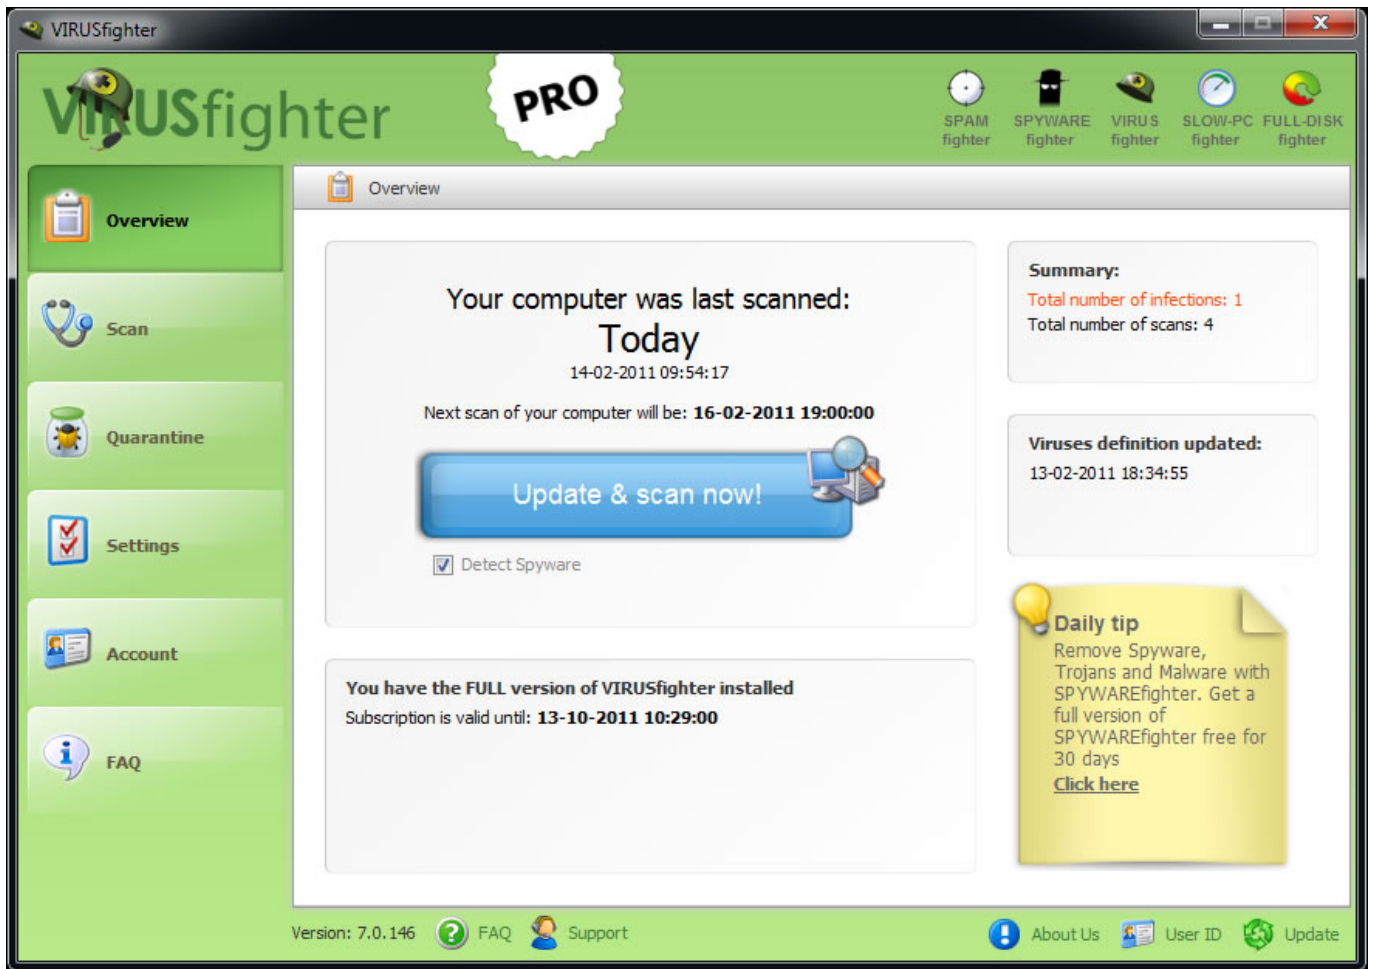 VIRUSfighter
VIRUSfighter
PRO
SPAM fighter
SPYWARE fighter
VIRUS fighter
SLOW-PC fighter
FULL-DISK fighter
Overview
Scan
Quarantine
Settings
Account
FAQ
Overview
Your computer was last scanned:
Today
14-02-2011 09:54:17
Next scan of your computer will be: 16-02-2011 19:00:00
Update & scan now!
Detect Spyware
You have the FULL version of VIRUSfighter installed
Subscription is valid until: 13-10-2011 10:29:00
Summary:
Total number of infections: 1
Total number of scans: 4
Viruses definition updated:
13-02-2011 18:34:55
Daily tip
Remove Spyware,
Trojans and Malware with
SPYWAREfighter. Get a
full version of
SPYWAREfighter free for
30 days
Click here
Version: 7.0.146
FAQ
Support
About Us
User ID
Update